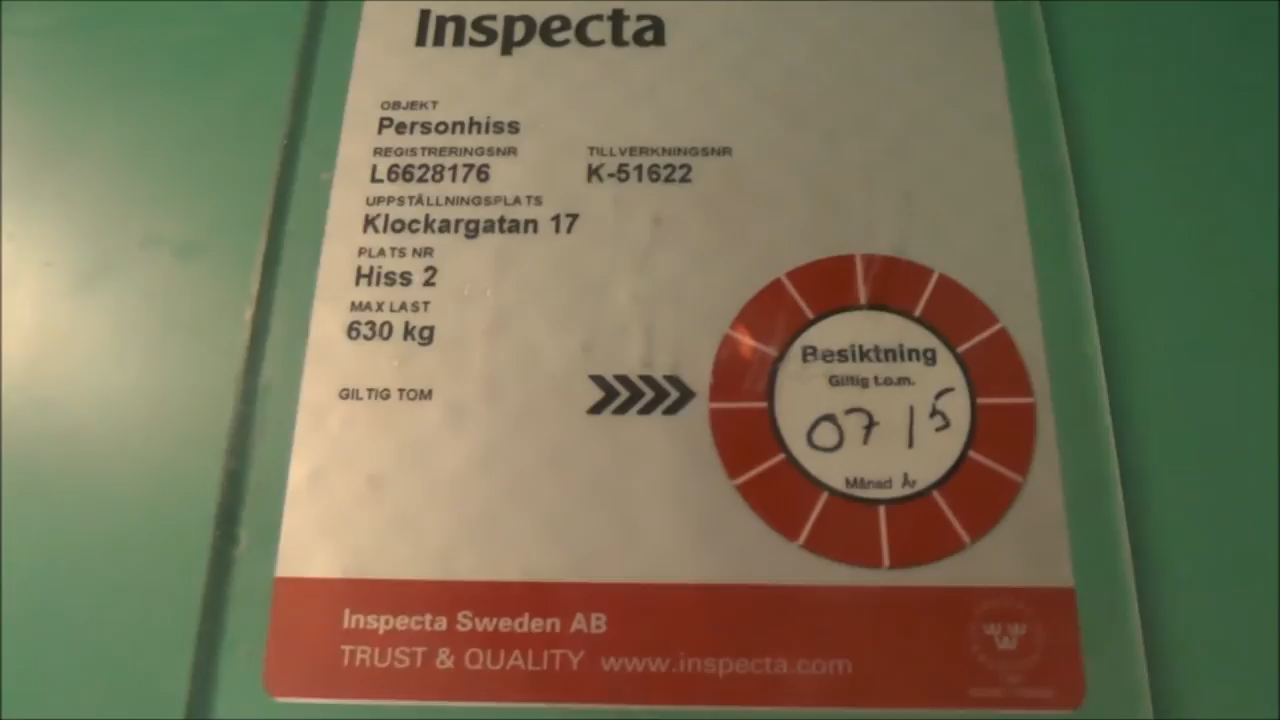 Inspecta
OBJEKT
Personhiss
REGISTRERINGSNR TILLVERKNINGSNR
L6628176 K-51622
UPPSTÄLLNINGSPLATS
Klockargatan 17
PLATS NR
Hiss 2
MAX LAST
630 kg
GILTIG TOM
Besiktning
Giltig t.o.m.
07 15
Månad År
Inspecta Sweden AB
TRUST & QUALITY www.inspecta.com